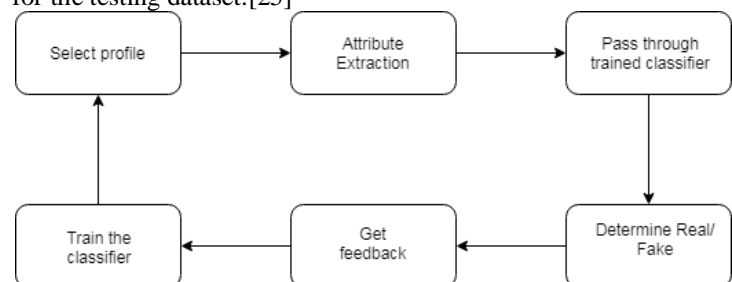 for the testing dataset.[25]
Select profile
Attribute
Extraction
Pass through
trained classifier
Train the
classifier
Get
feedback
Determine Real/
Fake